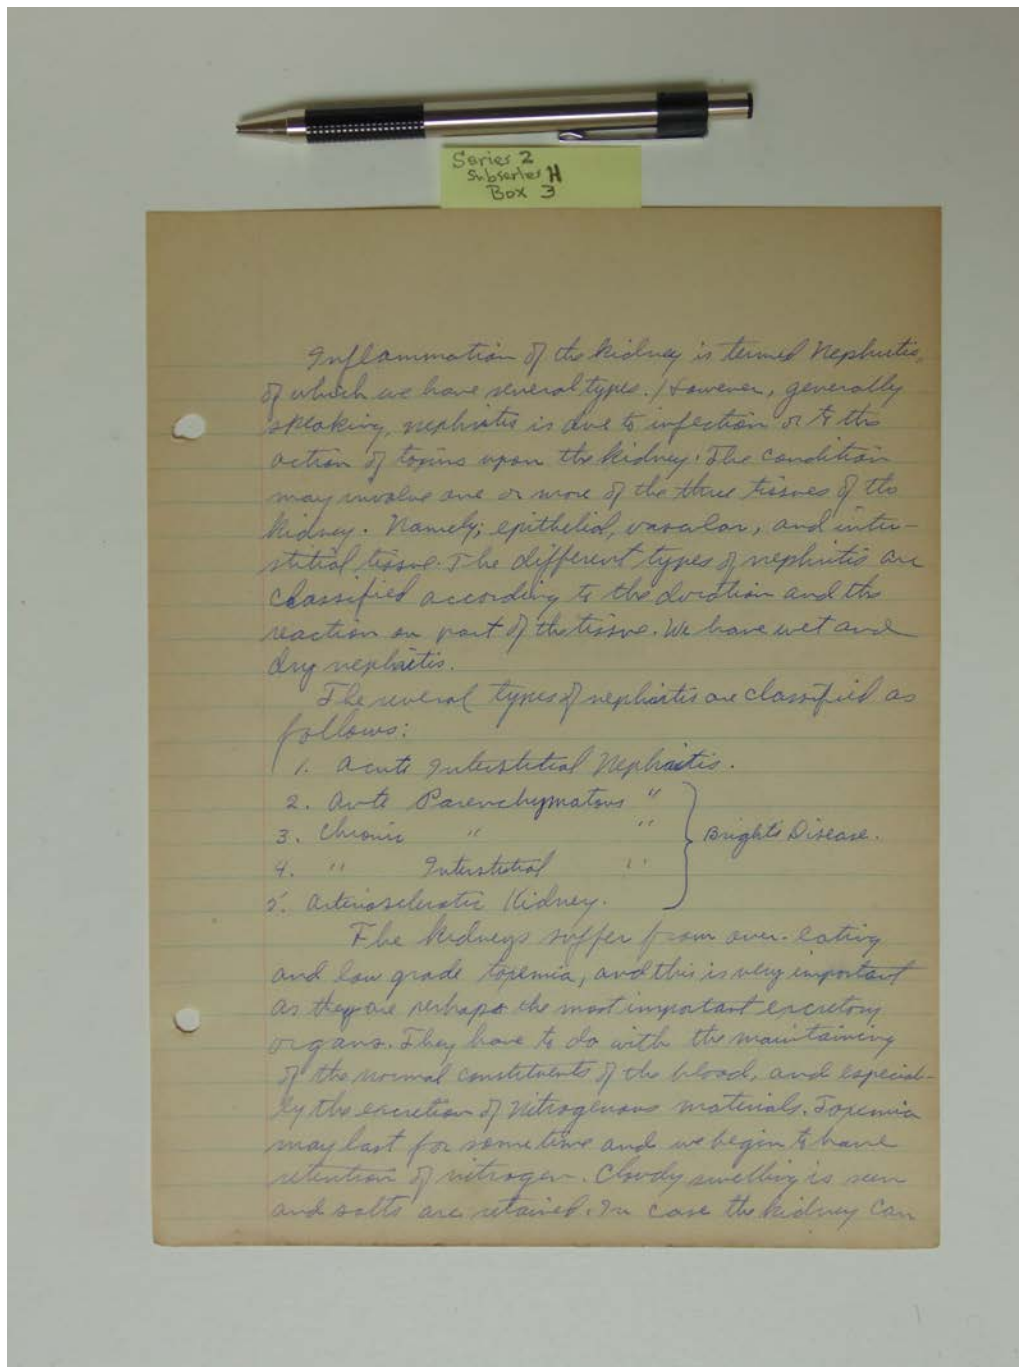 Series 2
Subseries H
Box 3
Inflammation of the kidney is termed Nephritis,
of which we have several types. However, generally
speaking, nephritis is due to infection or to the
action of toxins upon the kidney. The condition
may involve one or more of the three tissues of the
kidney. Namely; epithelial, vascular, and inter-
stitial tissue. The different types of nephritis are
classified according to the duration and the
reaction on part of the tissue. We have wet and
dry nephritis.
The several types of nephritis are classified as
follows:
1. Acute Interstitial Nephritis.
2. Acute Parenchymatous "
3. Chronic " "
4. " Interstitial "
5. Arteriosclerotic Kidney.
Bright's Disease.
The kidneys suffer from over-eating
and low grade toxemia, and this is very important
as they are perhaps the most important excretory
organs. They have to do with the maintaining
of the normal constituents of the blood, and especial-
ly the excretion of Nitrogenous materials. Toxemia
may last for some time and we begin to have
retention of nitrogen. Cloudy swelling is seen
and salts are retained. In case the kidney can